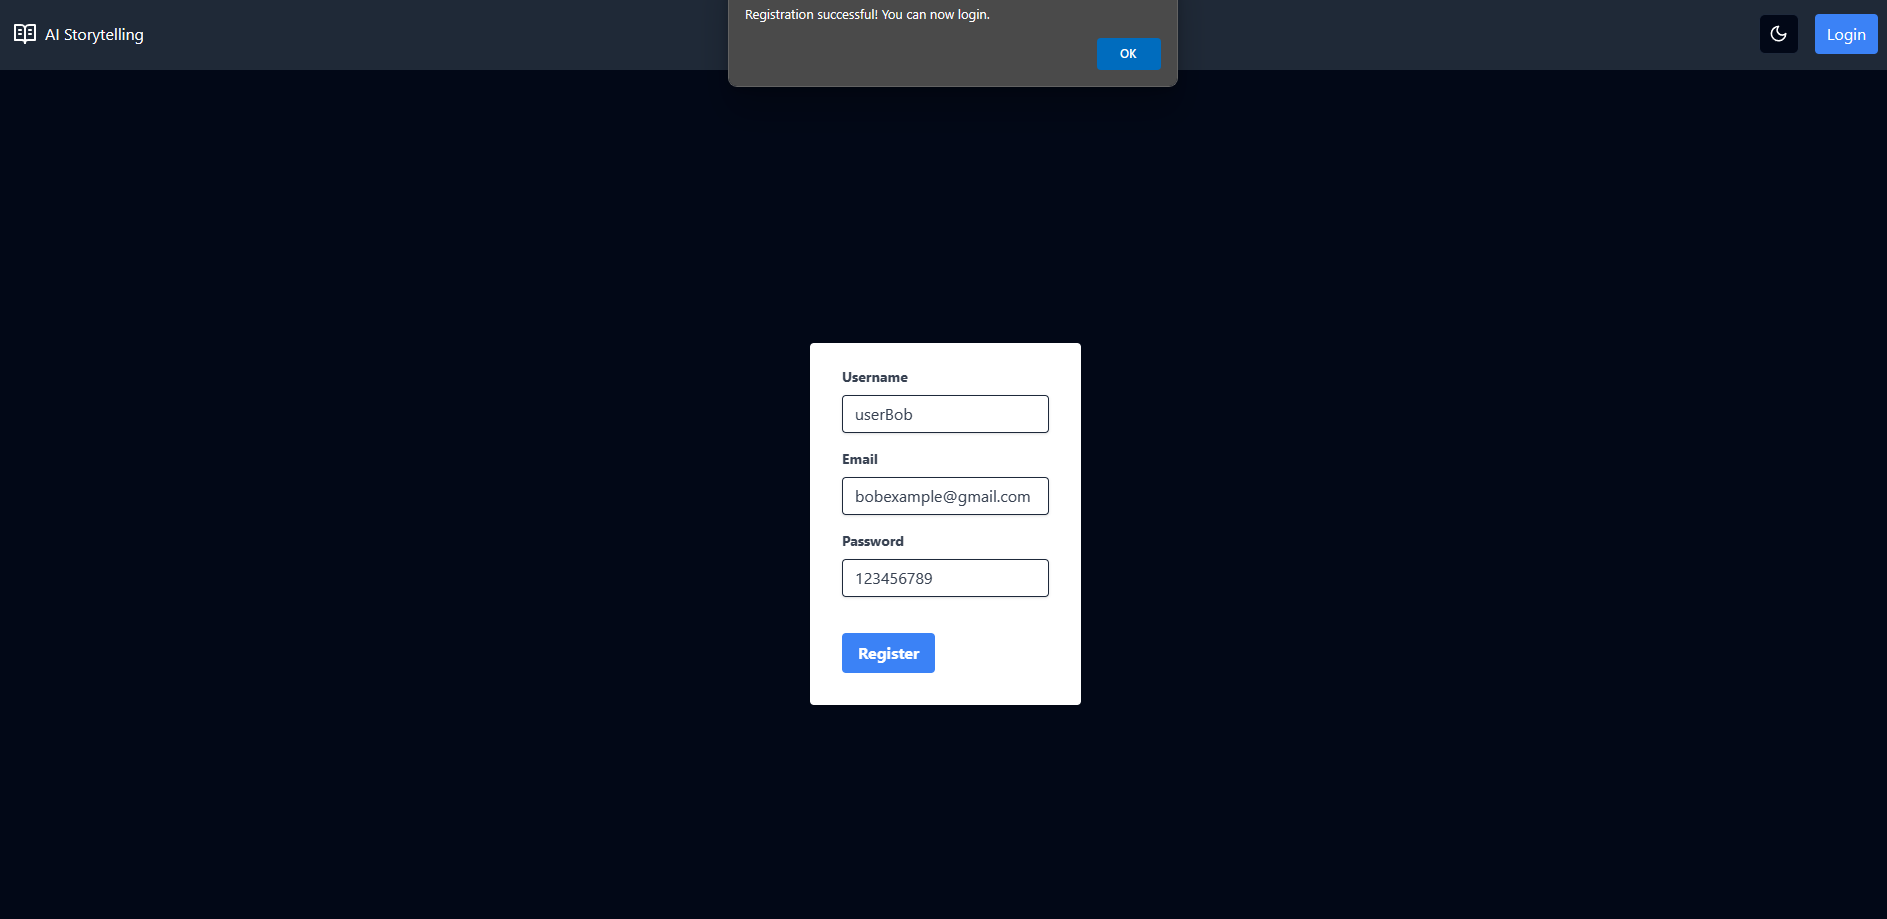 AI Storytelling
Registration successful! You can now login.
OK
Login
Username
userBob
Email
bobexample@gmail.com
Password
123456789
Register